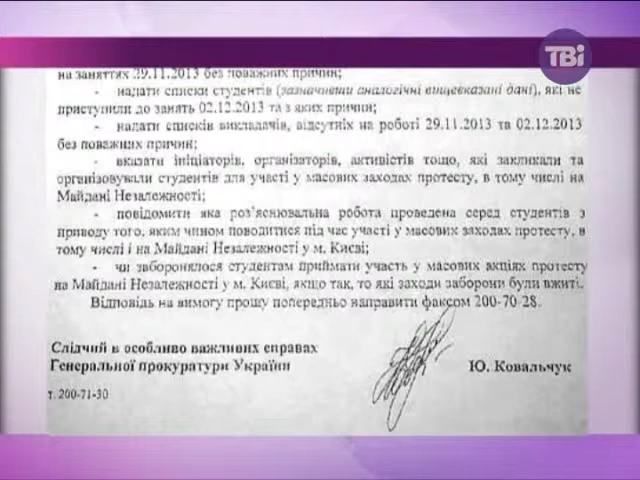 ТВі
на заняттях 29.11.2013 без поважних причин;
- надати списки студентів (зазначивши аналогічні вищевказані дані), які не
приступили до занять 02.12.2013 та з яких причин;
- надати списків викладачів, відсутніх на роботі 29.11.2013 та 02.12.2013
без поважних причин;
- вказати ініціаторів, організаторів, активістів тощо, які закликали та
організовували студентів для участі у масових заходах протесту, в тому числі на
Майдані Незалежності;
- повідомити яка роз'яснювальна робота проведена серед студентів з
приводу того, яким чином поводитися під час участі у масових заходах протесту, в
тому числі і на Майдані Незалежності у м. Києві;
- чи заборонялося студентам приймати участь у масових акціях протесту
на Майдані Незалежності у м. Києві, якщо так, то які заходи заборони були вжиті.
Відповідь на вимогу прошу попередньо направити факсом 200-70-28.
Слідчий в особливо важливих справах
Генеральної прокуратури України
Ю. Ковальчук
т. 200-71-30